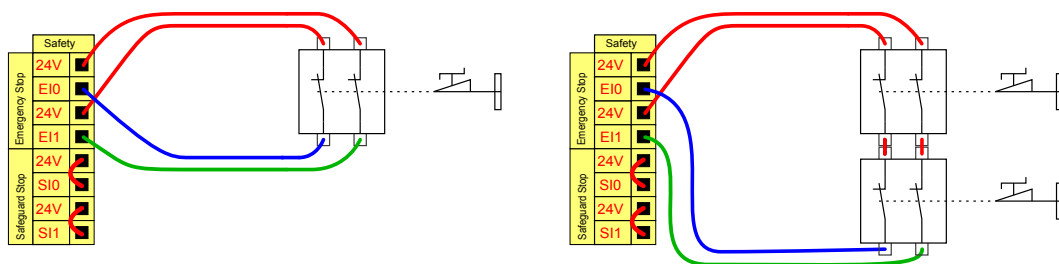 Safety
Emergency Stop
24V
EI0
24V
EI1
Safeguard Stop
24V
SI0
24V
SI1
Safety
Emergency Stop
24V
EI0
24V
EI1
Safeguard Stop
24V
SI0
24V
SI1